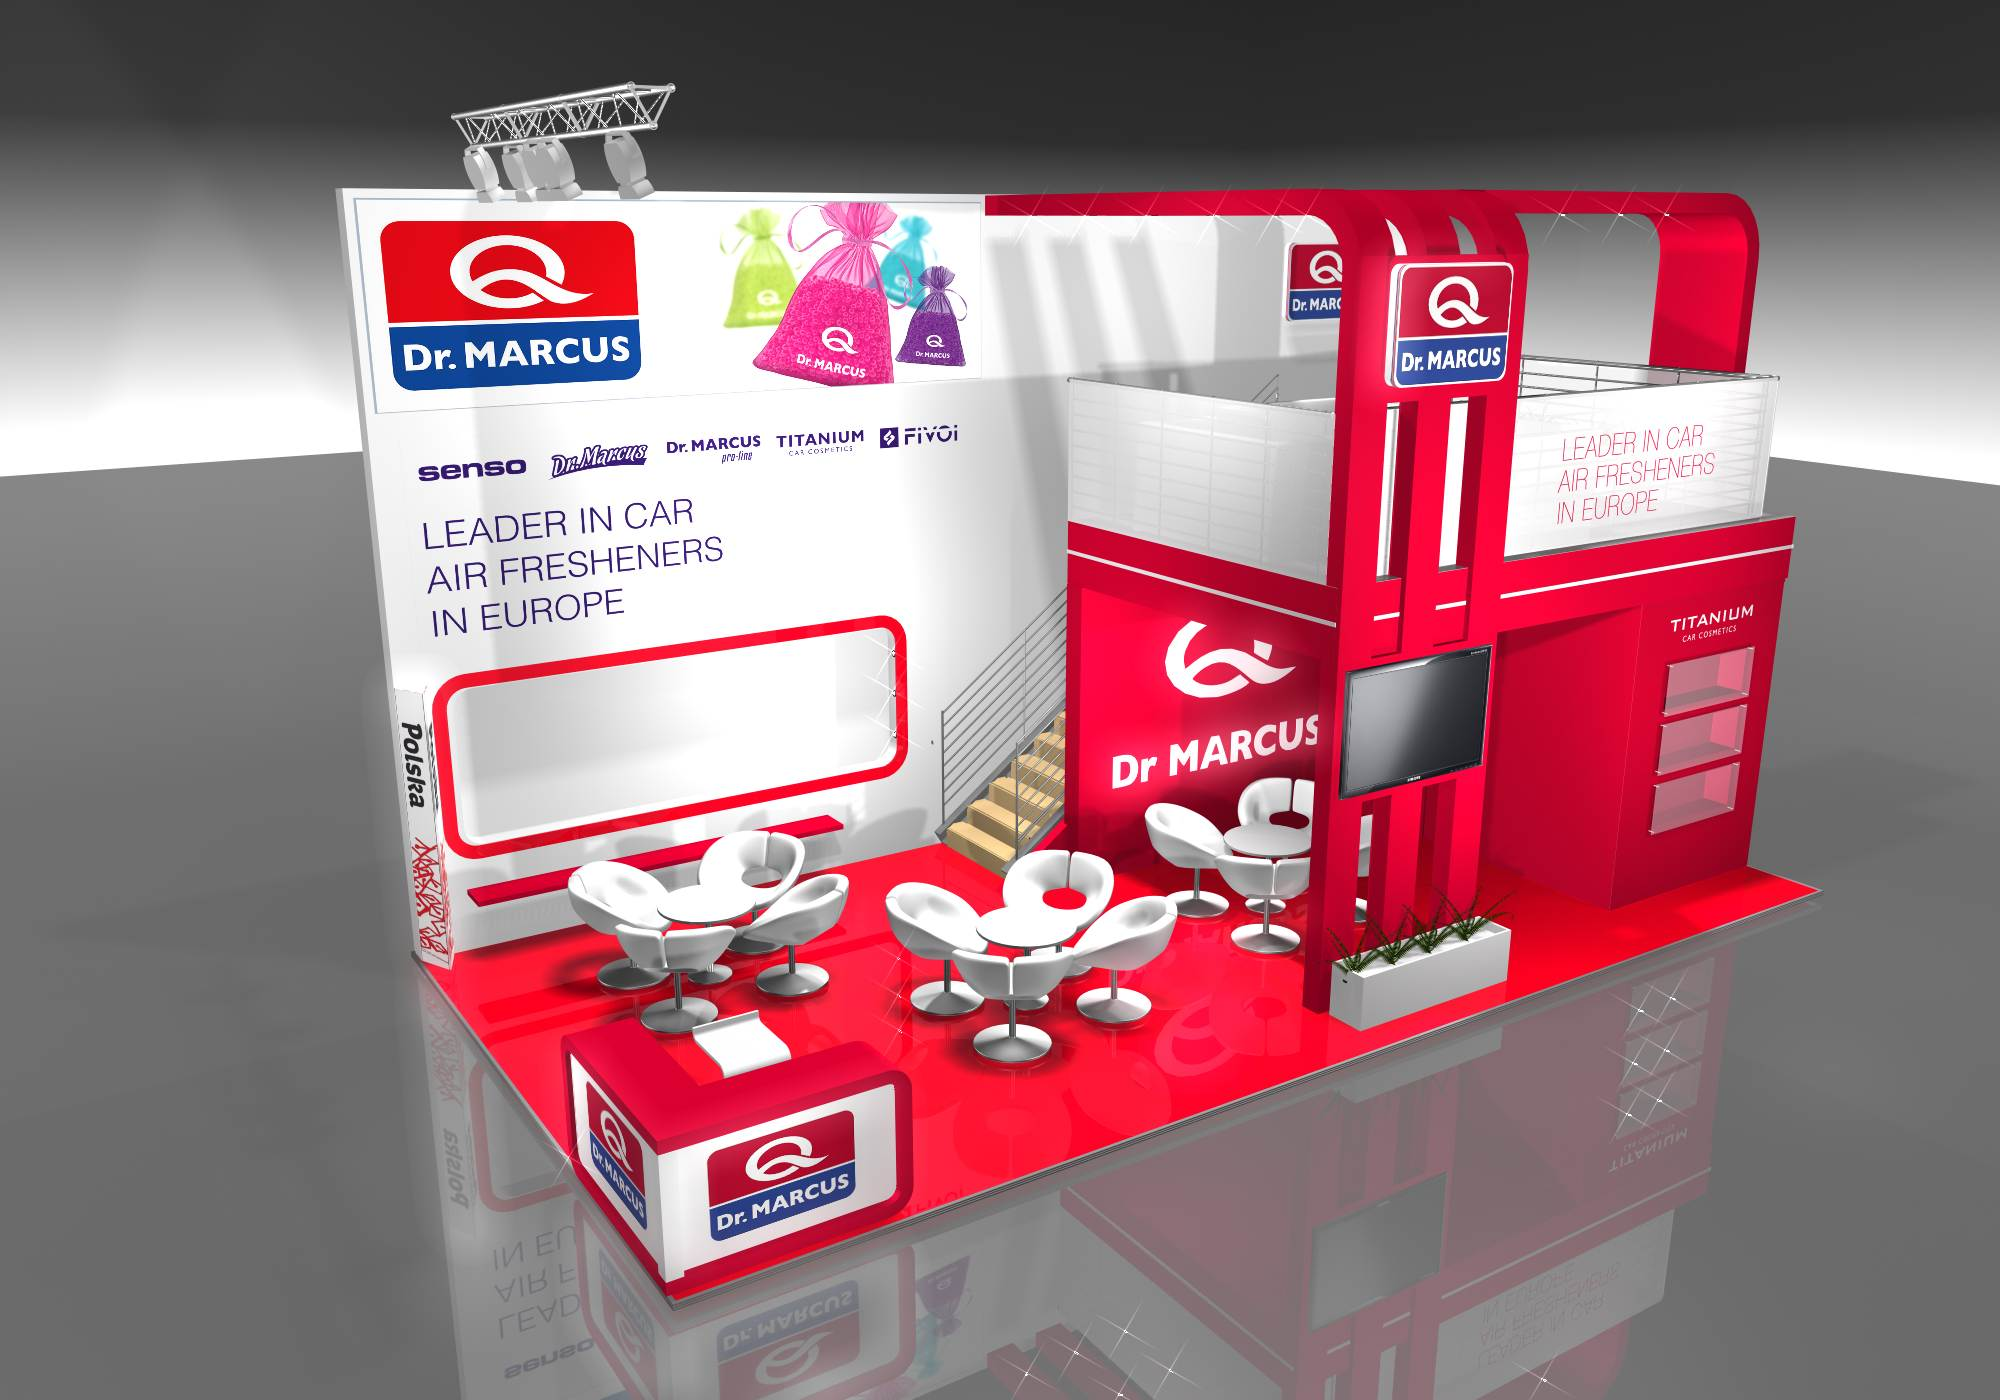 Dr. MARCUS
Dr. MARCUS
Dr. MARCUS
senso
Dr. Marcus
Dr. MARCUS
pro-line
TITANIUM
CAR COSMETICS
FiVOi
LEADER IN CAR
AIR FRESHENERS
IN EUROPE
Polska
Dr. MARC
Dr. MARCUS
LEADER IN CAR
AIR FRESHENERS
IN EUROPE
Dr MARCUS
TITANIUM
CAR COSMETICS
Dr. MARCUS
Dr. MARCUS